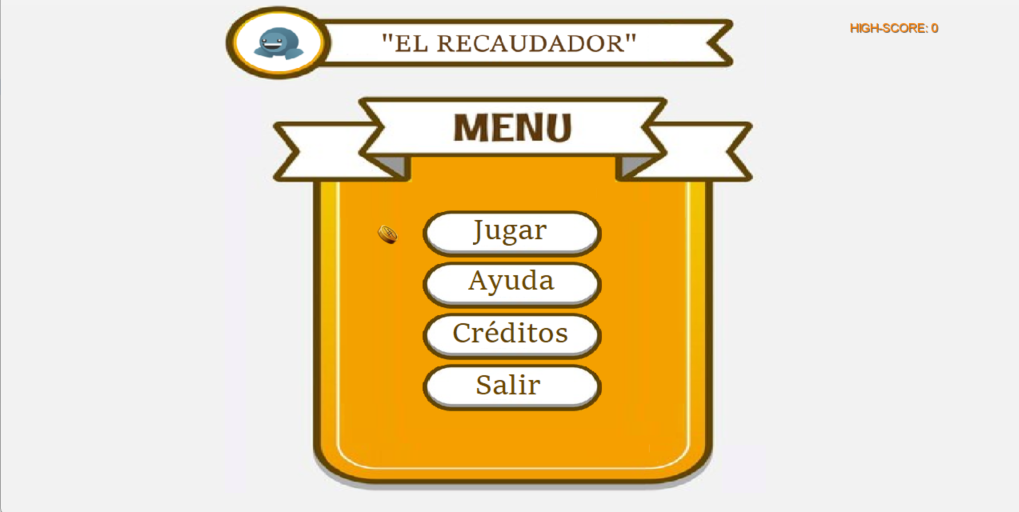 "EL RECAUDADOR"
HIGH-SCORE: 0
MENU
Jugar
Ayuda
Créditos
Salir